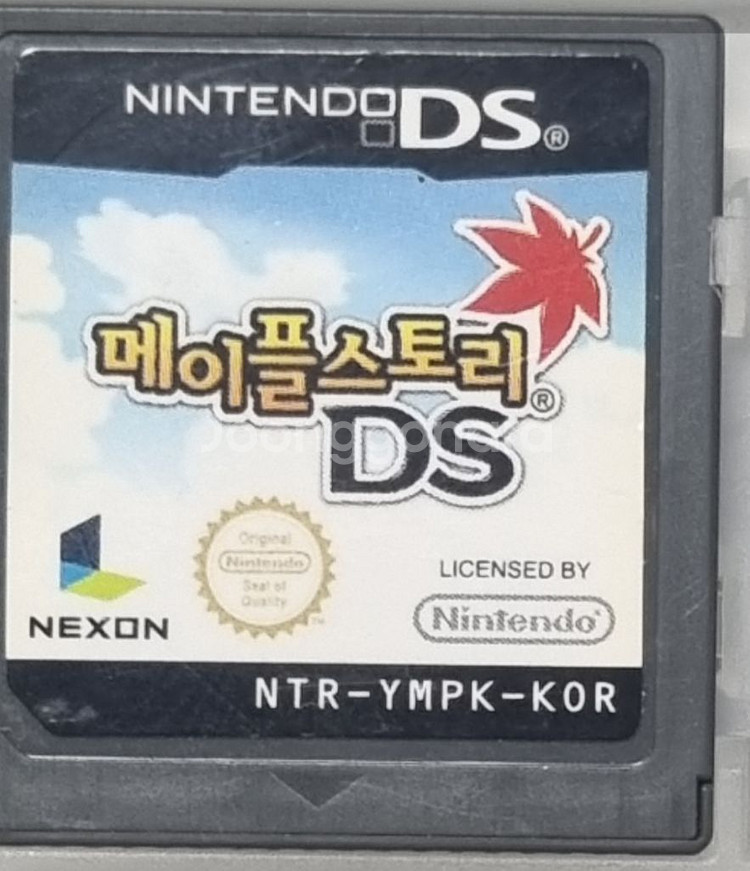 NINTENDO DS®
메이플스토리®
DS
Original
Nintendo
Seal of
Quality
TM
NEXON
LICENSED BY
Nintendo®
NTR-YMPK-KOR